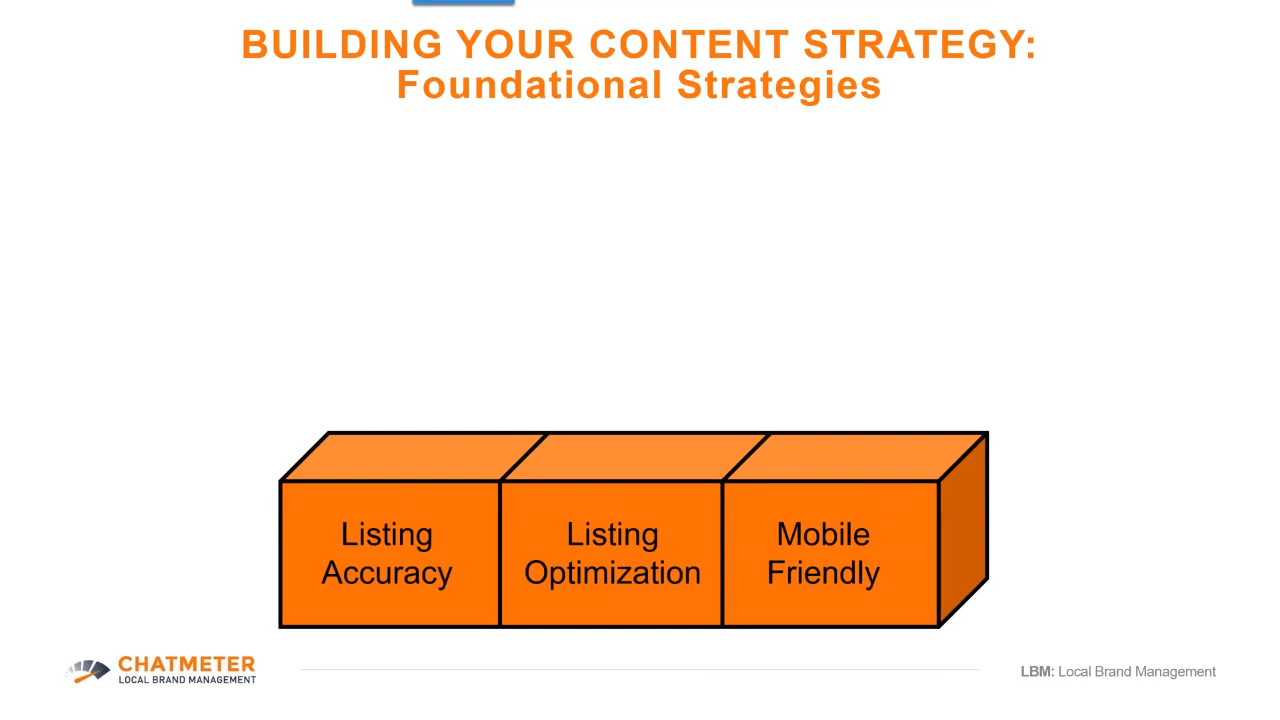 BUILDING YOUR CONTENT STRATEGY:
Foundational Strategies
Listing
Accuracy
Listing
Optimization
Mobile
Friendly
CHATMETER
LOCAL BRAND MANAGEMENT
LBM: Local Brand Management